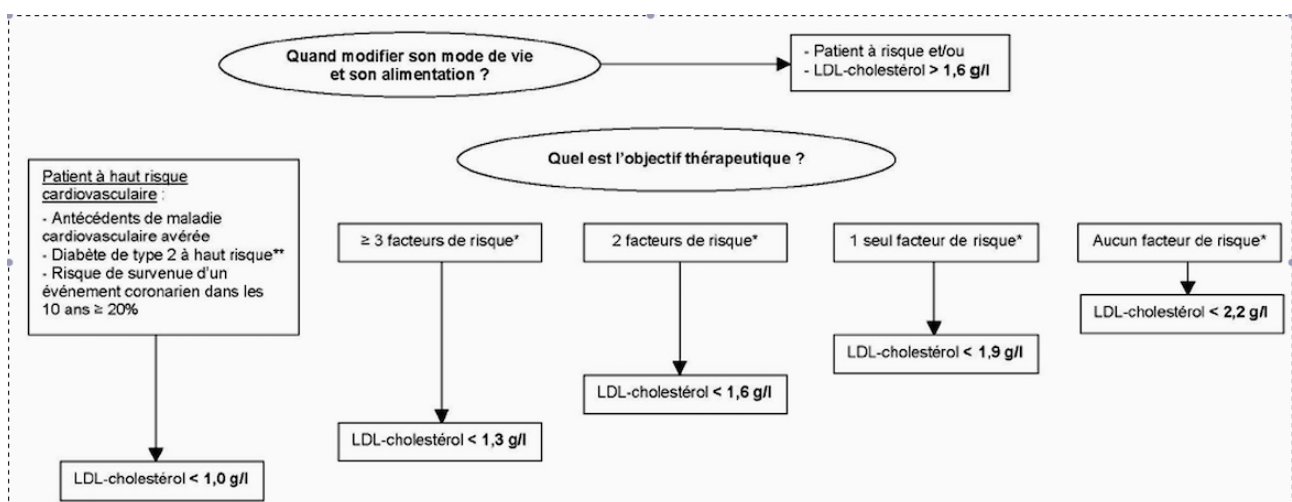 Quand modifier son mode de vie
et son alimentation ?
- Patient à risque et/ou
- LDL-cholestérol > 1,6 g/l
Quel est l'objectif thérapeutique ?
Patient à haut risque
cardiovasculaire :
- Antécédents de maladie
cardiovasculaire avérée
- Diabète de type 2 à haut risque**
- Risque de survenue d'un
événement coronarien dans les
10 ans ≥ 20%
≥ 3 facteurs de risque*
2 facteurs de risque*
1 seul facteur de risque*
Aucun facteur de risque*
LDL-cholestérol < 2,2 g/l
LDL-cholestérol < 1,9 g/l
LDL-cholestérol < 1,6 g/l
LDL-cholestérol < 1,3 g/l
LDL-cholestérol < 1,0 g/l